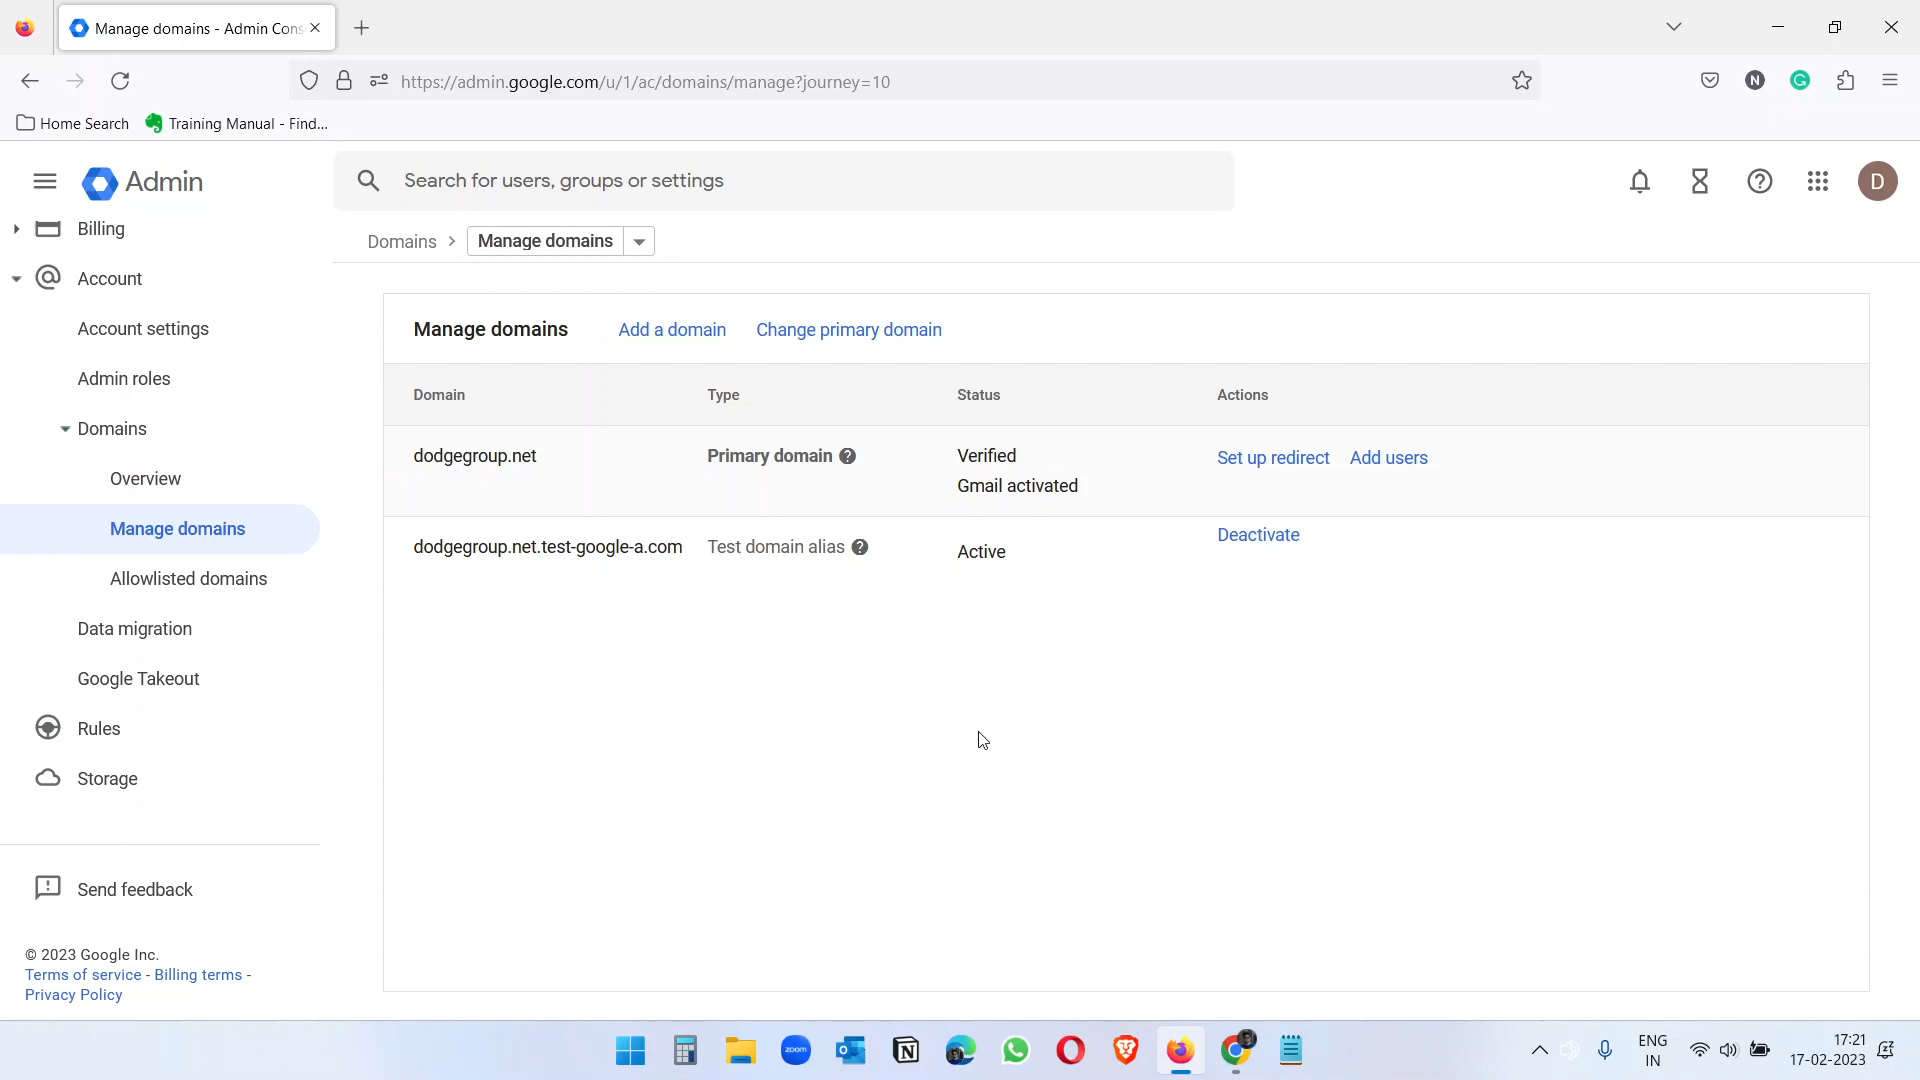 Manage domains - Admin Cons
https://admin.google.com/u/1/ac/domains/manage?journey=10
N
G
Home Search
Training Manual - Find...
Admin
Search for users, groups or settings
D
Billing
Account
Account settings
Admin roles
Domains
Overview
Manage domains
Allowlisted domains
Data migration
Google Takeout
Rules
Storage
Send feedback
© 2023 Google Inc.
Terms of service - Billing terms -
Privacy Policy
Domains
Manage domains
Manage domains Add a domain Change primary domain
Domain Type Status Actions
dodgegroup.net Primary domain Verified Set up redirect Add users
Gmail activated
dodgegroup.net.test-google-a.com Test domain alias Active Deactivate
zoom
ENG
IN
17:21
17-02-2023